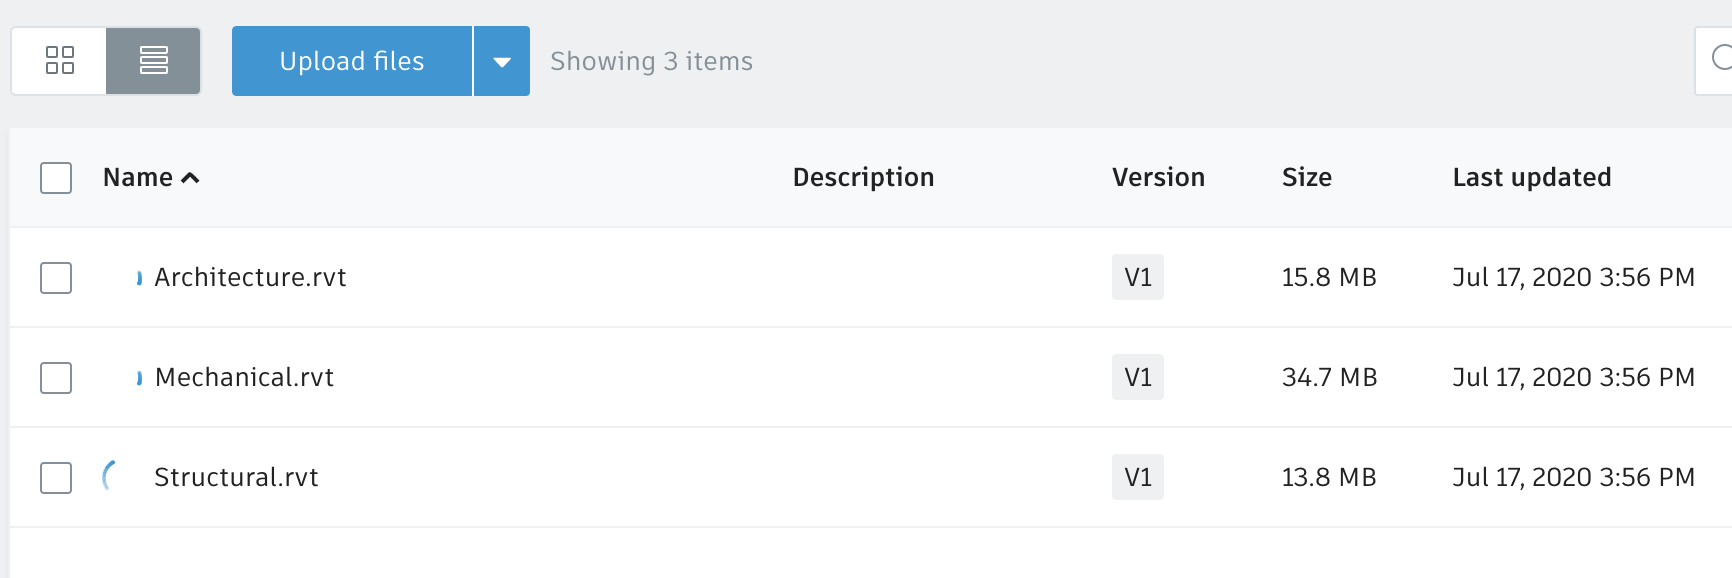 Upload files Showing 3 items
Name Description Version Size Last updated
Architecture.rvt V1 15.8 MB Jul 17, 2020 3:56 PM
Mechanical.rvt V1 34.7 MB Jul 17, 2020 3:56 PM
Structural.rvt V1 13.8 MB Jul 17, 2020 3:56 PM